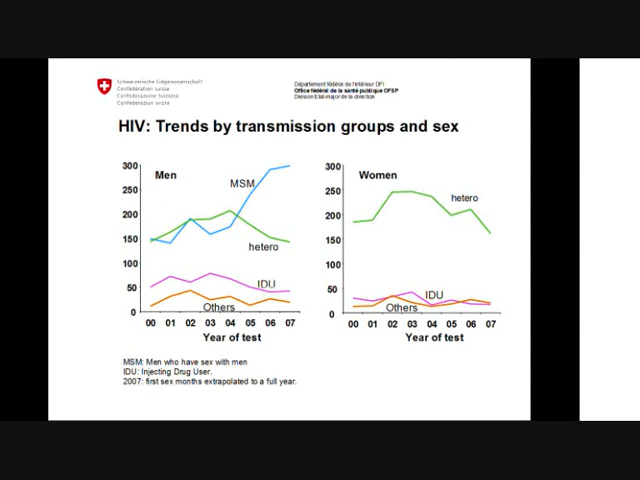 Schweizerische Eidgenossenschaft
Confédération suisse
Confederazione Svizzera
Confederaziun svizra
Département fédéral de l'intérieur DFI
Office fédéral de la santé publique OFSP
Division Etat-major de la direction
HIV: Trends by transmission groups and sex
Men
300
250
200
150
100
50
0
MSM
hetero
IDU
Others
00 01 02 03 04 05 06 07
Year of test
Women
300
250
200
150
100
50
0
hetero
IDU
Others
00 01 02 03 04 05 06 07
Year of test
MSM: Men who have sex with men
IDU: Injecting Drug User.
2007: first sex months extrapolated to a full year.